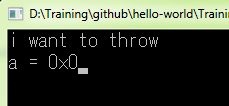 D:\Training\github\hello-world\Traini
i want to throw
a = 0x0